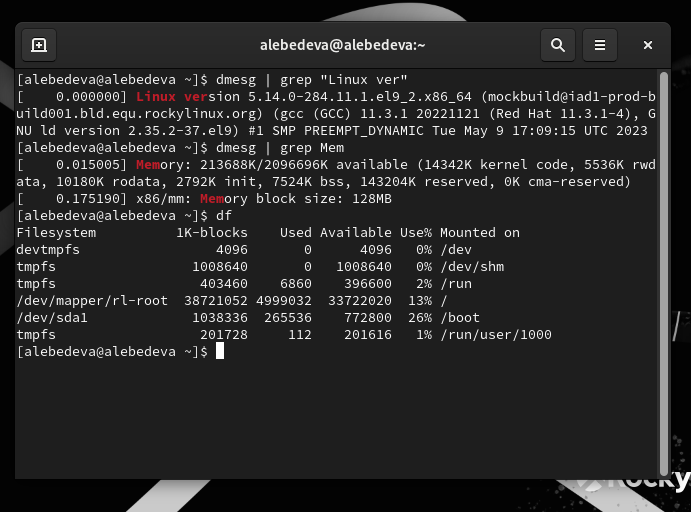 alebedeva@alebedeva:~
[alebedeva@alebedeva ~]$ dmesg | grep "Linux ver"
[    0.000000] Linux version 5.14.0-284.11.1.el9_2.x86_64 (mockbuild@iad1-prod-b
uild001.bld.equ.rockylinux.org) (gcc (GCC) 11.3.1 20221121 (Red Hat 11.3.1-4), G
NU ld version 2.35.2-37.el9) #1 SMP PREEMPT_DYNAMIC Tue May 9 17:09:15 UTC 2023
[alebedeva@alebedeva ~]$ dmesg | grep Mem
[    0.015005] Memory: 213688K/2096696K available (14342K kernel code, 5536K rwd
ata, 10180K rodata, 2792K init, 7524K bss, 143204K reserved, 0K cma-reserved)
[    0.175190] x86/mm: Memory block size: 128MB
[alebedeva@alebedeva ~]$ df
Filesystem          1K-blocks    Used Available Use% Mounted on
devtmpfs                 4096       0      4096   0% /dev
tmpfs                 1008640       0   1008640   0% /dev/shm
tmpfs                  403460    6860    396600   2% /run
/dev/mapper/rl-root  38721052 4999032  33722020  13% /
/dev/sda1             1038336  265536    772800  26% /boot
tmpfs                  201728     112    201616   1% /run/user/1000
[alebedeva@alebedeva ~]$
Rocky